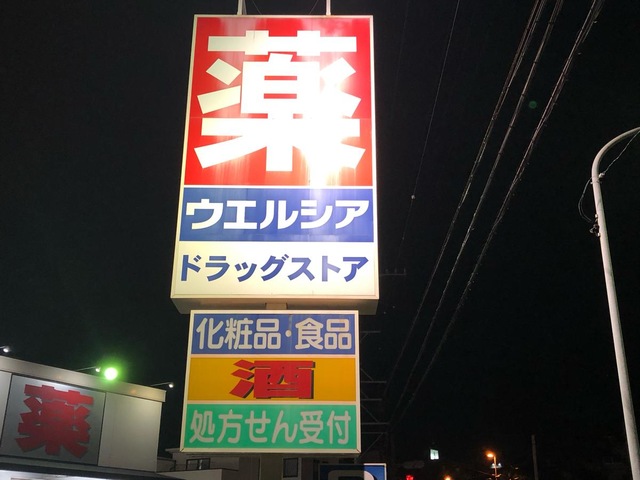 薬
ウエルシア
ドラッグストア
化粧品・食品
酒
処方せん受付
薬